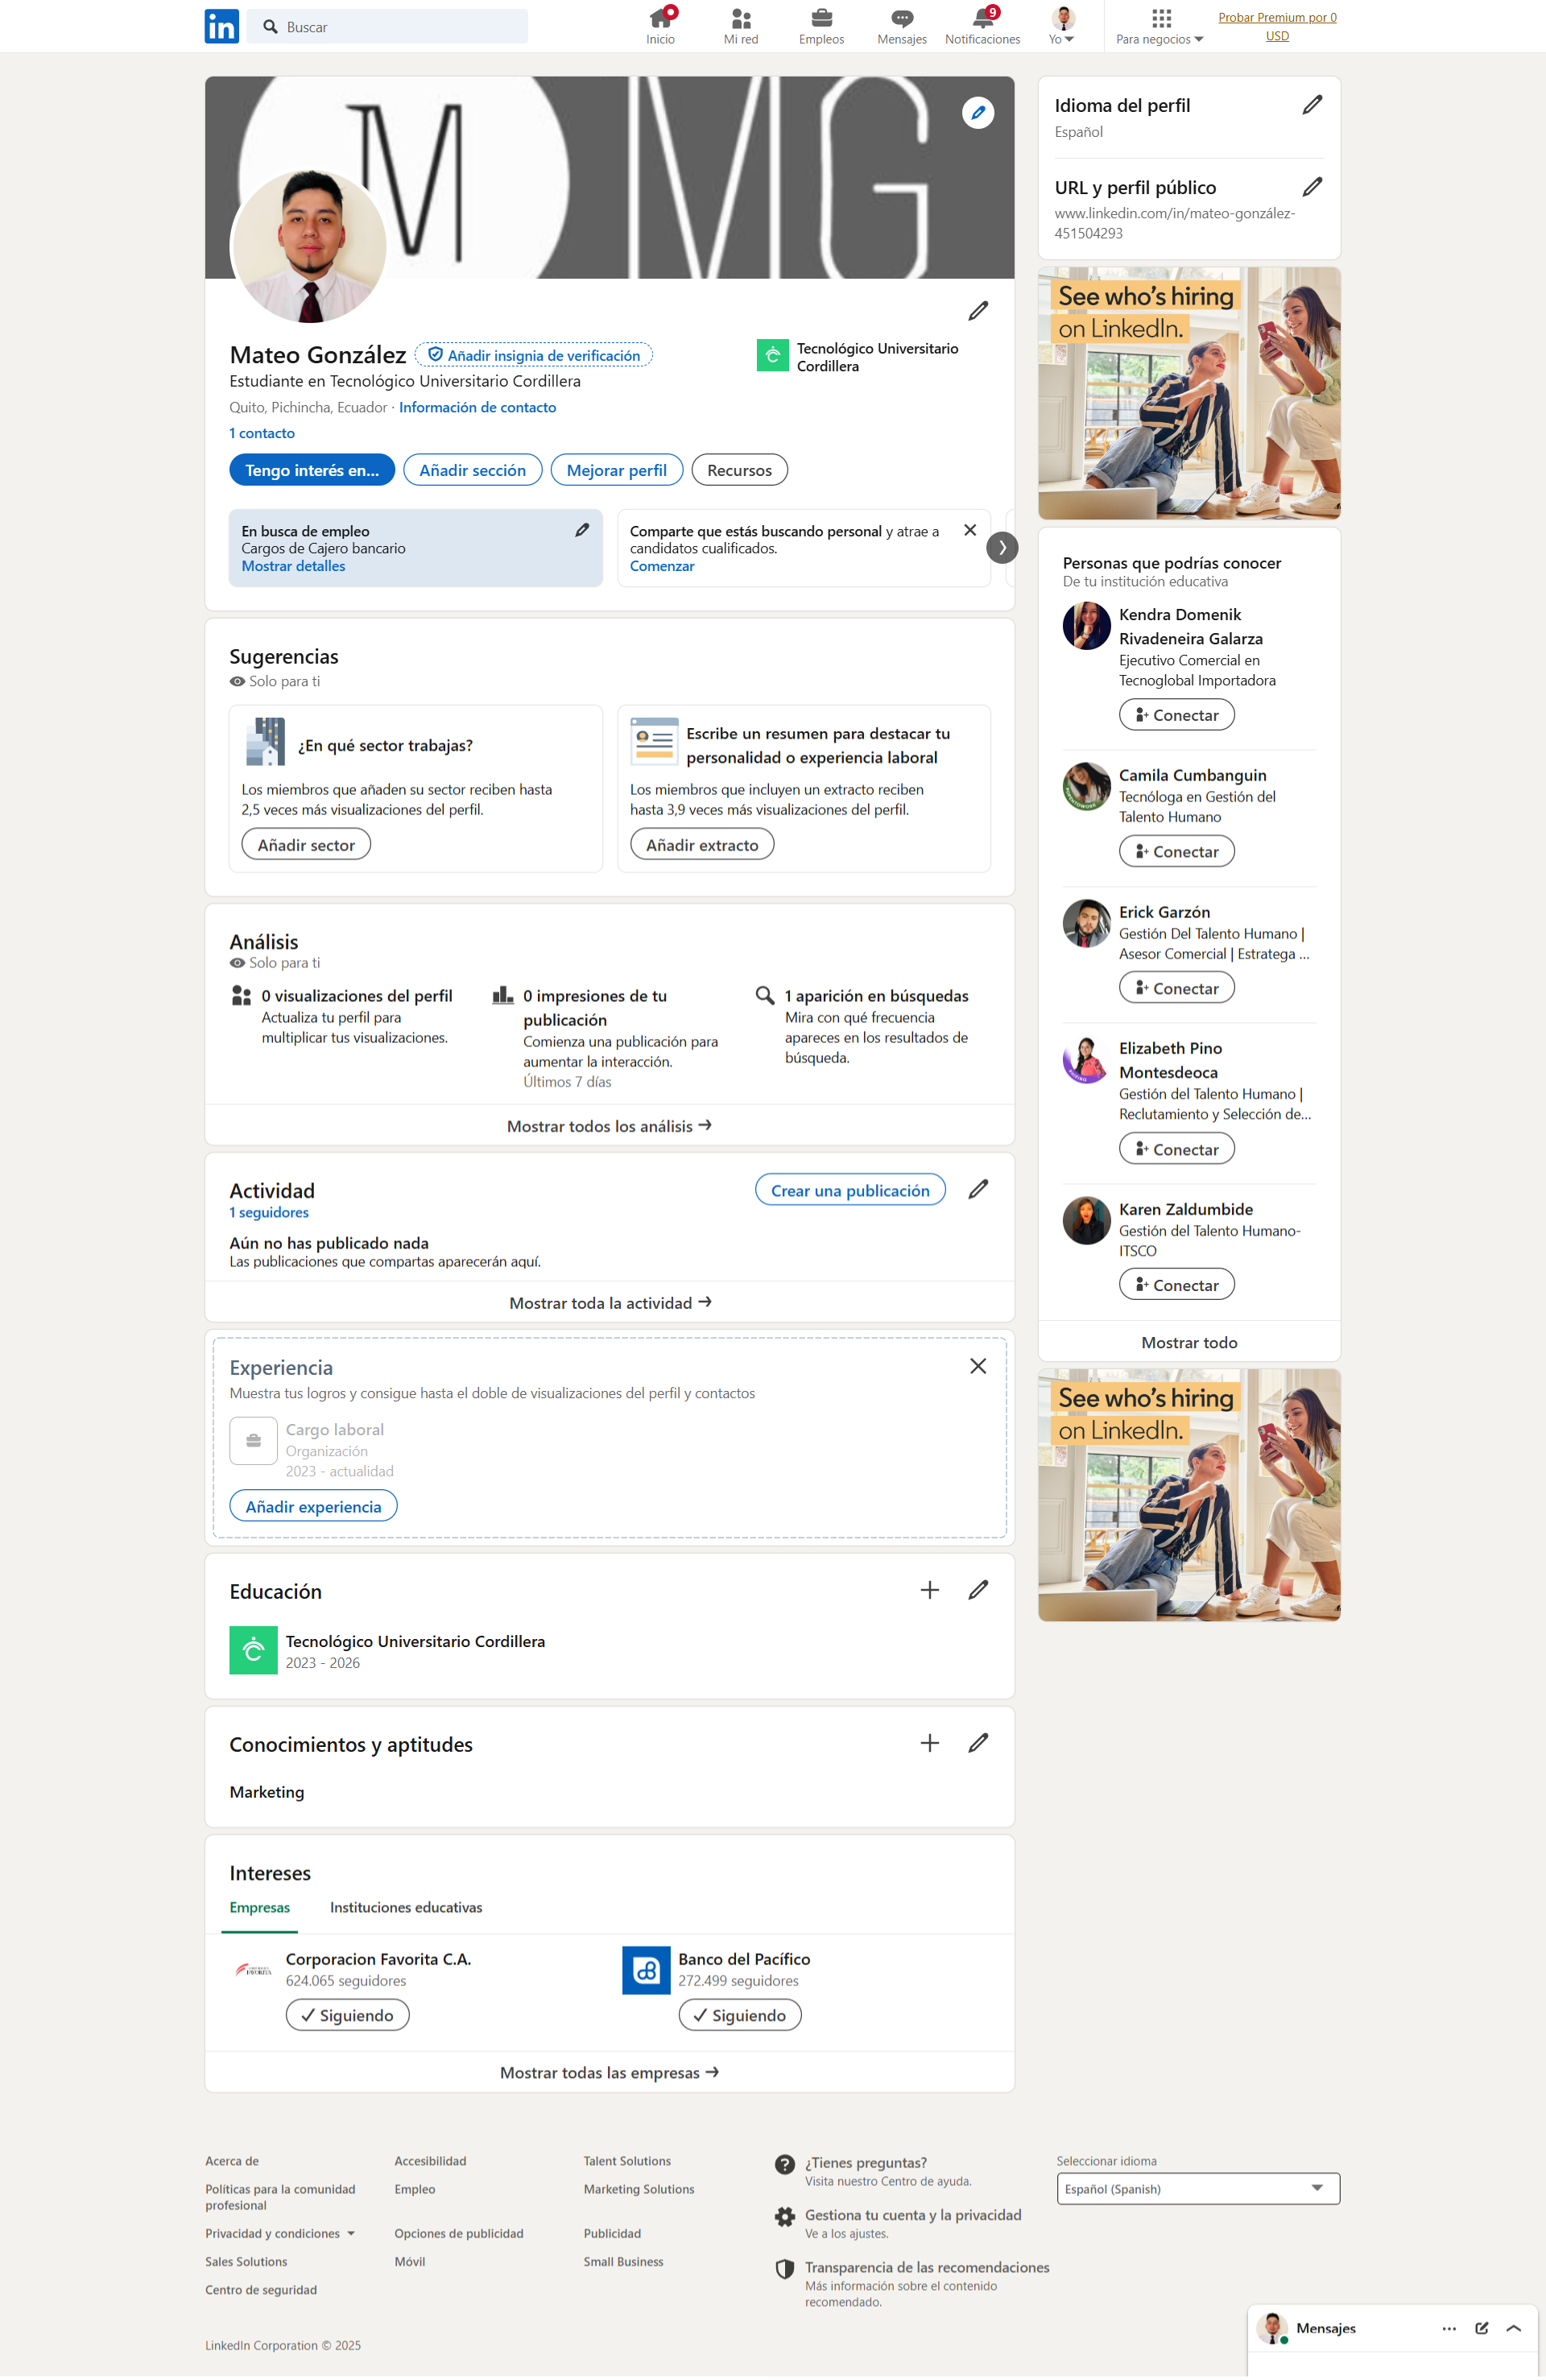 in
Buscar
Inicio
Mi red
Empleos
Mensajes
9
Notificaciones
Yo
Para negocios
Probar Premium por 0
USD
M MG
Mateo González
Añadir insignia de verificación
Estudiante en Tecnológico Universitario Cordillera
Quito, Pichincha, Ecuador · Información de contacto
1 contacto
Tecnológico Universitario
Cordillera
Tengo interés en...
Añadir sección
Mejorar perfil
Recursos
En busca de empleo
Cargos de Cajero bancario
Mostrar detalles
Comparte que estás buscando personal y atrae a
candidatos cualificados.
Comenzar
Sugerencias
Solo para ti
¿En qué sector trabajas?
Los miembros que añaden su sector reciben hasta
2,5 veces más visualizaciones del perfil.
Añadir sector
Escribe un resumen para destacar tu
personalidad o experiencia laboral
Los miembros que incluyen un extracto reciben
hasta 3,9 veces más visualizaciones del perfil.
Añadir extracto
Análisis
Solo para ti
0 visualizaciones del perfil
Actualiza tu perfil para
multiplicar tus visualizaciones.
0 impresiones de tu
publicación
Comienza una publicación para
aumentar la interacción.
Últimos 7 días
1 aparición en búsquedas
Mira con qué frecuencia
apareces en los resultados de
búsqueda.
Mostrar todos los análisis →
Actividad
1 seguidores
Crear una publicación
Aún no has publicado nada
Las publicaciones que compartas aparecerán aquí.
Mostrar toda la actividad →
Experiencia
Muestra tus logros y consigue hasta el doble de visualizaciones del perfil y contactos
Cargo laboral
Organización
2023 - actualidad
Añadir experiencia
Educación
Tecnológico Universitario Cordillera
2023 - 2026
Conocimientos y aptitudes
Marketing
Intereses
Empresas
Instituciones educativas
Corporacion Favorita C.A.
624.065 seguidores
Siguiendo
Banco del Pacífico
272.499 seguidores
Siguiendo
Mostrar todas las empresas →
Idioma del perfil
Español
URL y perfil público
www.linkedin.com/in/mateo-gonzález-
451504293
See who's hiring
on LinkedIn.
Personas que podrías conocer
De tu institución educativa
Kendra Domenik
Rivadeneira Galarza
Ejecutivo Comercial en
Tecnoglobal Importadora
Conectar
Camila Cumbanguin
Tecnóloga en Gestión del
Talento Humano
Conectar
Erick Garzón
Gestión Del Talento Humano |
Asesor Comercial | Estratega ...
Conectar
Elizabeth Pino
Montesdeoca
Gestión del Talento Humano |
Reclutamiento y Selección de...
Conectar
Karen Zaldumbide
Gestión del Talento Humano-
ITSCO
Conectar
Mostrar todo
See who's hiring
on LinkedIn.
Acerca de
Accesibilidad
Talent Solutions
Políticas para la comunidad
profesional
Empleo
Marketing Solutions
Privacidad y condiciones
Opciones de publicidad
Publicidad
Sales Solutions
Móvil
Small Business
Centro de seguridad
¿Tienes preguntas?
Visita nuestro Centro de ayuda.
Gestiona tu cuenta y la privacidad
Ve a los ajustes.
Transparencia de las recomendaciones
Más información sobre el contenido
recomendado.
Seleccionar idioma
Español (Spanish)
LinkedIn Corporation © 2025
Mensajes